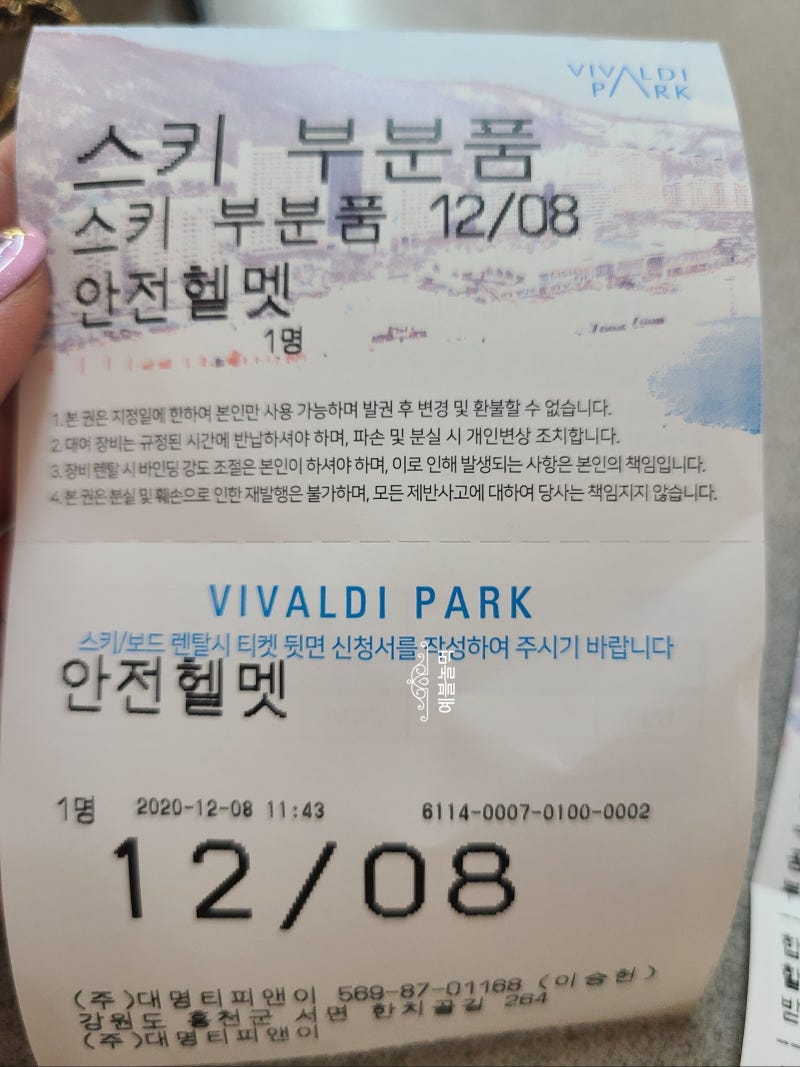 VIVALDI
PARK
스키 부분품
스키 부분품 12/08
안전헬멧
1명
1. 본 권은 지정일에 한하여 본인만 사용 가능하며 발권 후 변경 및 환불할 수 없습니다.
2. 대여 장비는 규정된 시간에 반납하셔야 하며, 파손 및 분실 시 개인변상 조치합니다.
3. 장비 렌탈 시 바인딩 강도 조절은 본인이 하셔야 하며, 이로 인해 발생되는 사항은 본인의 책임입니다.
4. 본 권은 분실 및 훼손으로 인한 재발행은 불가하며, 모든 제반사고에 대하여 당사는 책임지지 않습니다.
VIVALDI PARK
스키/보드 렌탈시 티켓 뒷면 신청서를 작성하여 주시기 바랍니다
안전헬멧
예블놀먹
1명 2020-12-08 11:43 6114-0007-0100-0002
12/08
(주)대명티피앤이 569-87-01168 (이승헌)
강원도 홍천군 서면 한치골길 264
(주)대명티피앤이